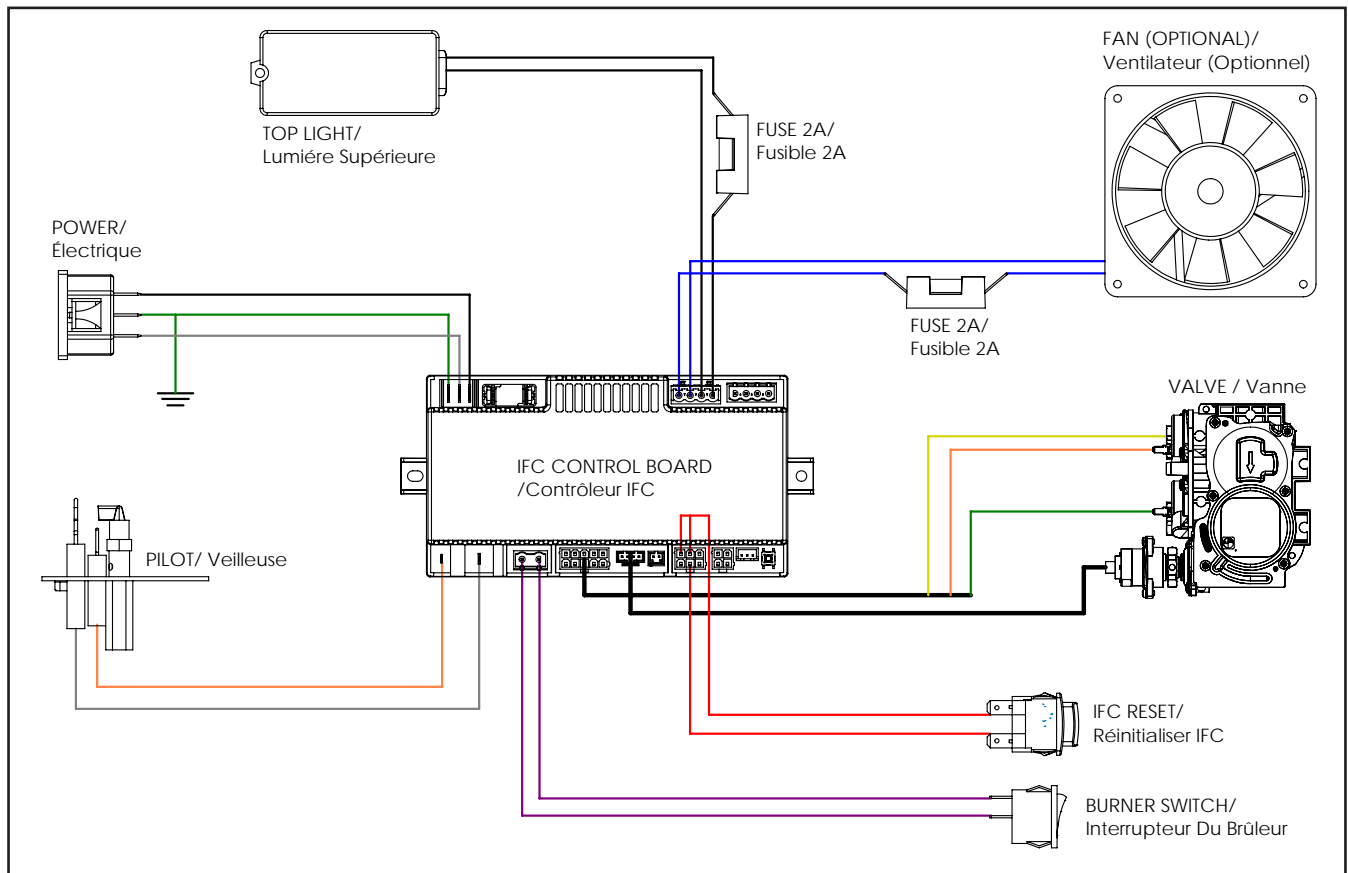 FAN (OPTIONAL)/
Ventilateur (Optionnel)
TOP LIGHT/
Lumiére Supérieure
FUSE 2A/
Fusible 2A
POWER/
Électrique
FUSE 2A/
Fusible 2A
VALVE / Vanne
IFC CONTROL BOARD
/Contrôleur IFC
PILOT/ Veilleuse
IFC RESET/
Réinitialiser IFC
BURNER SWITCH/
Interrupteur Du Brûleur